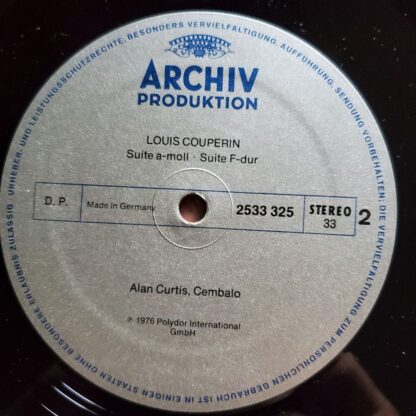 URHEBER- UND LEISTUNGSSCHUTZRECHTE, BESONDERS VERVIELFÄLTIGUNG, AUFFÜHRUNG, SENDUNG VORBEHALTEN; DIE VERVIELFÄLTIGUNG ZUM PERSÖNLICHEN GEBRAUCH IST IN EINIGEN STAATEN OHNE BESONDERE ERLAUBNIS ZULÄSSIG
ARCHIV
PRODUKTION
LOUIS COUPERIN
Suite a-moll · Suite F-dur
D. P. Made in Germany 2533 325 STEREO 2
33
Alan Curtis, Cembalo
℗ 1976 Polydor International
GmbH